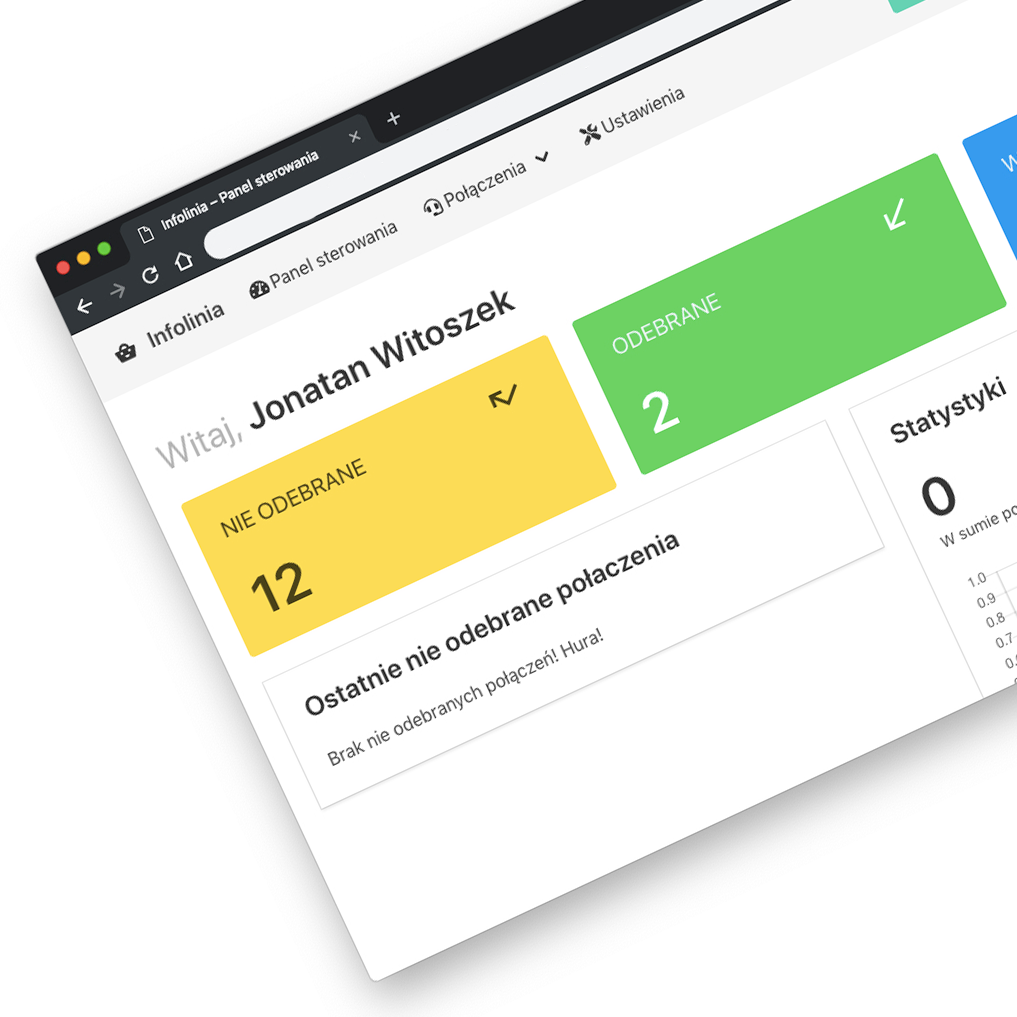 Infolinia – Panel sterowania
Infolinia
Panel sterowania
Połączenia
Ustawienia
Witaj, Jonatan Witoszek
NIE ODEBRANE
12
ODEBRANE
2
W
Ostatnie nie odebrane połaczenia
Brak nie odebranych połączeń! Hura!
Statystyki
0
W sumie po
1.0
0.9
0.8
0.7